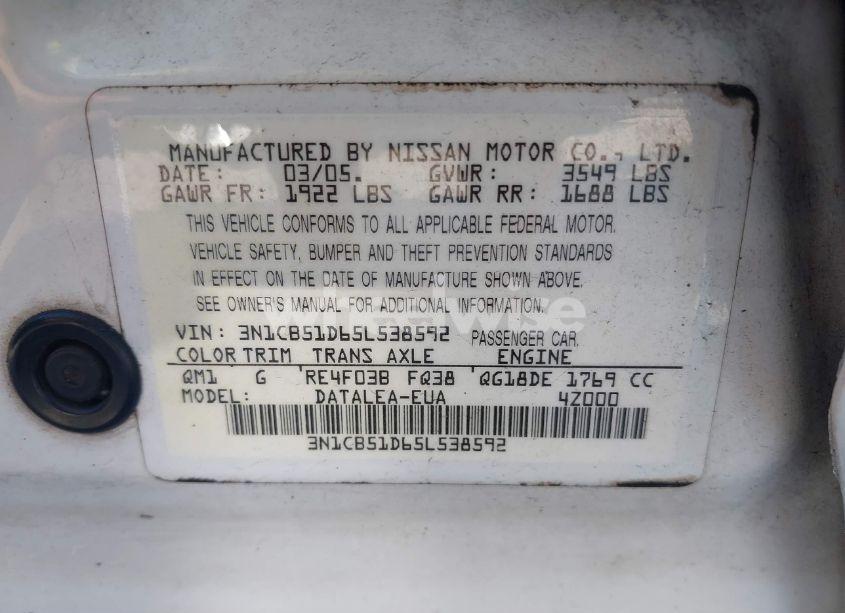 MANUFACTURED BY NISSAN MOTOR CO., LTD.
DATE: 03/05. GVWR: 3549 LBS
GAWR FR: 1922 LBS GAWR RR: 1688 LBS
THIS VEHICLE CONFORMS TO ALL APPLICABLE FEDERAL MOTOR.
VEHICLE SAFETY, BUMPER AND THEFT PREVENTION STANDARDS
IN EFFECT ON THE DATE OF MANUFACTURE SHOWN ABOVE.
SEE OWNER'S MANUAL FOR ADDITIONAL INFORMATION.
VIN: 3N1CB51D65L538592 PASSENGER CAR.
COLOR TRIM TRANS AXLE ENGINE
QM1 G RE4F03B FQ38 QG18DE 1769 CC
MODEL: DATALEA-EUA 4Z000
3N1CB51D65L538592